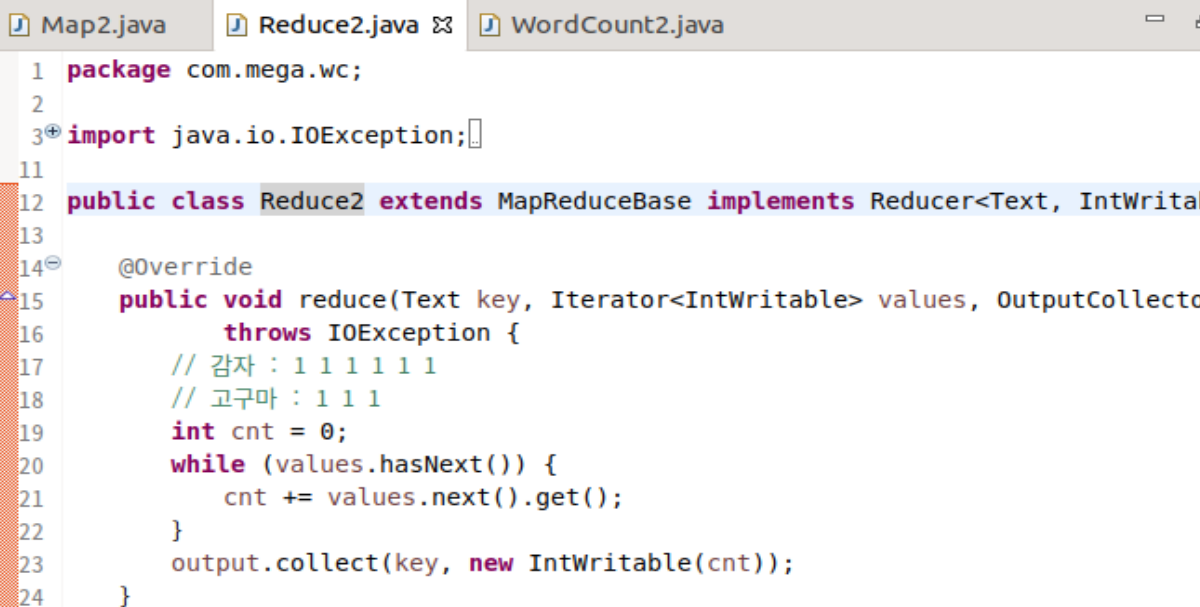 Map2.java Reduce2.java WordCount2.java
1 package com.mega.wc;
2
3 import java.io.IOException;
11
12 public class Reduce2 extends MapReduceBase implements Reducer<Text, IntWrita
13
14 @Override
15 public void reduce(Text key, Iterator<IntWritable> values, OutputCollecto
16 throws IOException {
17 // 감자 : 1 1 1 1 1 1
18 // 고구마 : 1 1 1
19 int cnt = 0;
20 while (values.hasNext()) {
21 cnt += values.next().get();
22 }
23 output.collect(key, new IntWritable(cnt));
24 }